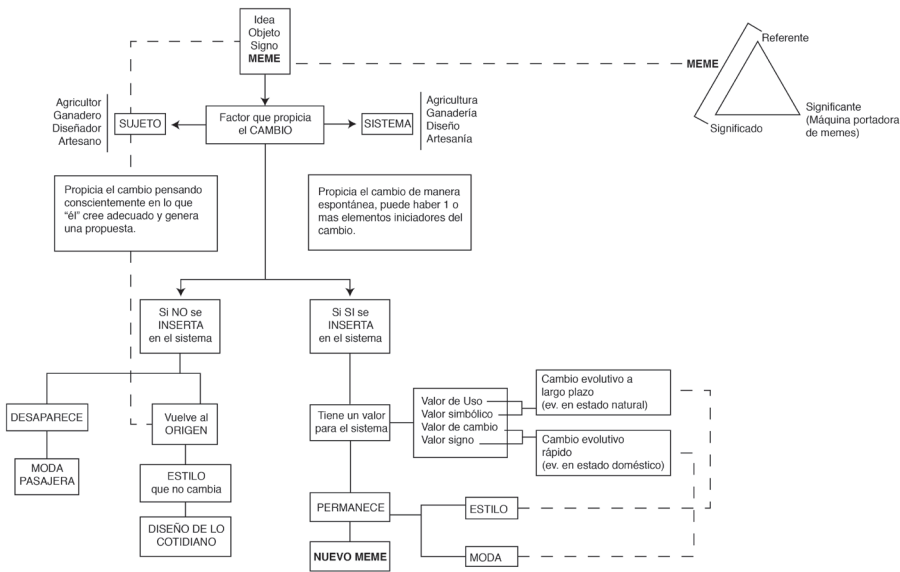 Idea
Objeto
Signo
MEME
MEME
Referente
Significado
Significante
(Máquina portadora
de memes)
Agricultor
Ganadero
Diseñador
Artesano
SUJETO
Factor que propicia
el CAMBIO
SISTEMA
Agricultura
Ganadería
Diseño
Artesanía
Propicia el cambio pensando
conscientemente en lo que
“él” cree adecuado y genera
una propuesta.
Propicia el cambio de manera
espontánea, puede haber 1 o
mas elementos iniciadores del
cambio.
Si NO se
INSERTA
en el sistema
Si SI se
INSERTA
en el sistema
DESAPARECE
MODA
PASAJERA
Vuelve al
ORIGEN
ESTILO
que no cambia
DISEÑO DE LO
COTIDIANO
Tiene un valor
para el sistema
Valor de Uso
Valor simbólico
Valor de cambio
Valor signo
Cambio evolutivo a
largo plazo
(ev. en estado natural)
Cambio evolutivo
rápido
(ev. en estado doméstico)
PERMANECE
NUEVO MEME
ESTILO
MODA